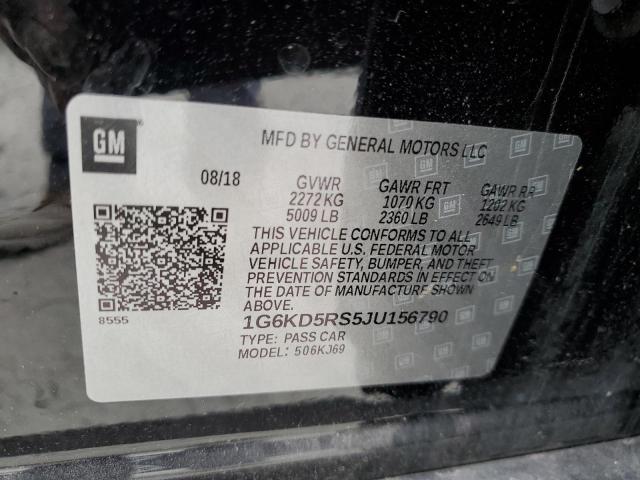 GM
MFD BY GENERAL MOTORS LLC
08/18 GVWR GAWR FRT GAWR RR
2272 KG 1070 KG 1202 KG
5009 LB 2360 LB 2649 LB
THIS VEHICLE CONFORMS TO ALL
APPLICABLE U.S. FEDERAL MOTOR
VEHICLE SAFETY, BUMPER, AND THEFT
PREVENTION STANDARDS IN EFFECT ON
THE DATE OF MANUFACTURE SHOWN
ABOVE.
8555
1G6KD5RS5JU156790
TYPE: PASS CAR
MODEL: 506KJ69